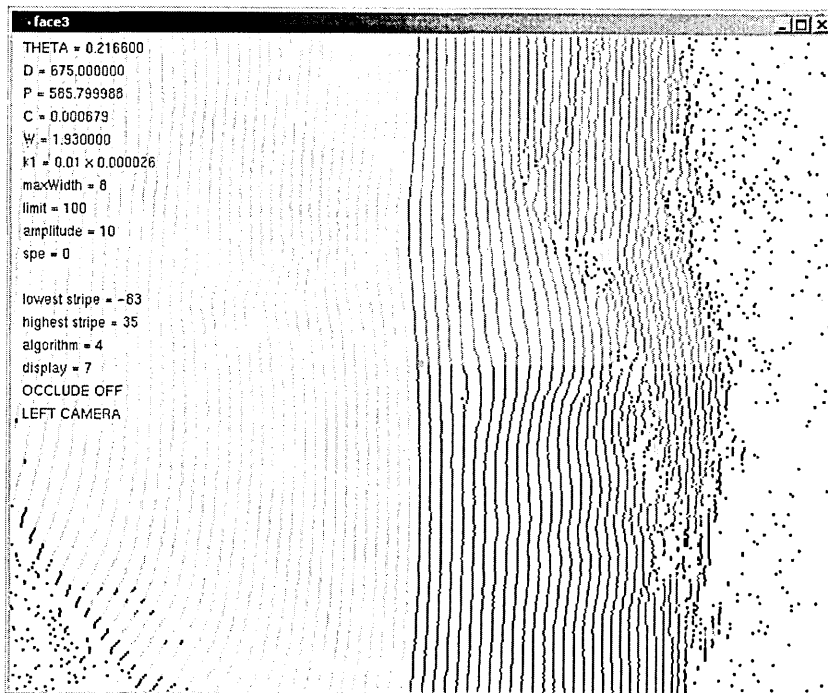 face3
THETA = 0.216600
D = 675.000000
P = 585.799988
C = 0.000679
W = 1.930000
k1 = 0.01 x 0.000026
maxWidth = 8
limit = 100
amplitude = 10
spe = 0
lowest stripe = -63
highest stripe = 35
algorithm = 4
display = 7
OCCLUDE OFF
LEFT CAMERA